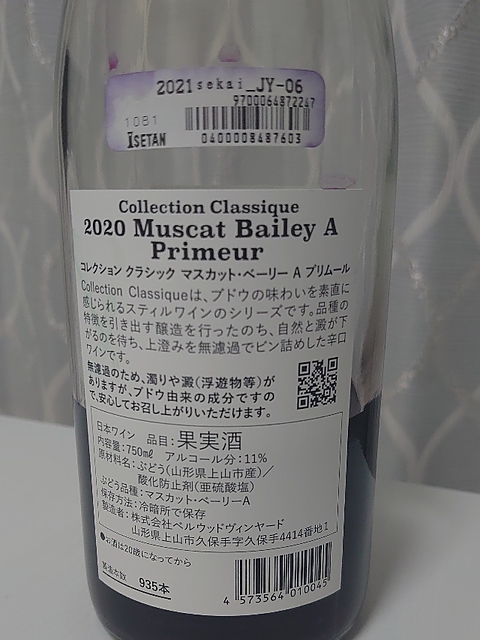 2021sekai_JY-06
9700064872247
1081
ISETAN
0400008487603
Collection Classique
2020 Muscat Bailey A
Primeur
コレクション クラシック マスカット・ベーリー A プリムール
Collection Classiqueは、ブドウの味わいを素直に
感じられるスティルワインのシリーズです。品種の
特徴を引き出す醸造を行ったのち、自然と澱が下
がるのを待ち、上澄みを無濾過でビン詰めした辛口
ワインです。
無濾過のため、濁りや澱(浮遊物等)が
ありますが、ブドウ由来の成分ですの
で、安心してお召し上がりいただけます。
日本ワイン 品目:果実酒
内容量:750mℓ アルコール分:11%
原材料名:ぶどう(山形県上山市産)/
酸化防止剤(亜硫酸塩)
ぶどう品種:マスカット・ベーリーA
保存方法:冷暗所で保存
製造者:株式会社ベルウッドヴィンヤード
山形県上山市久保手字久保手4414番地1
●お酒は20歳になってから
製造本数 935本
4 573564 010045